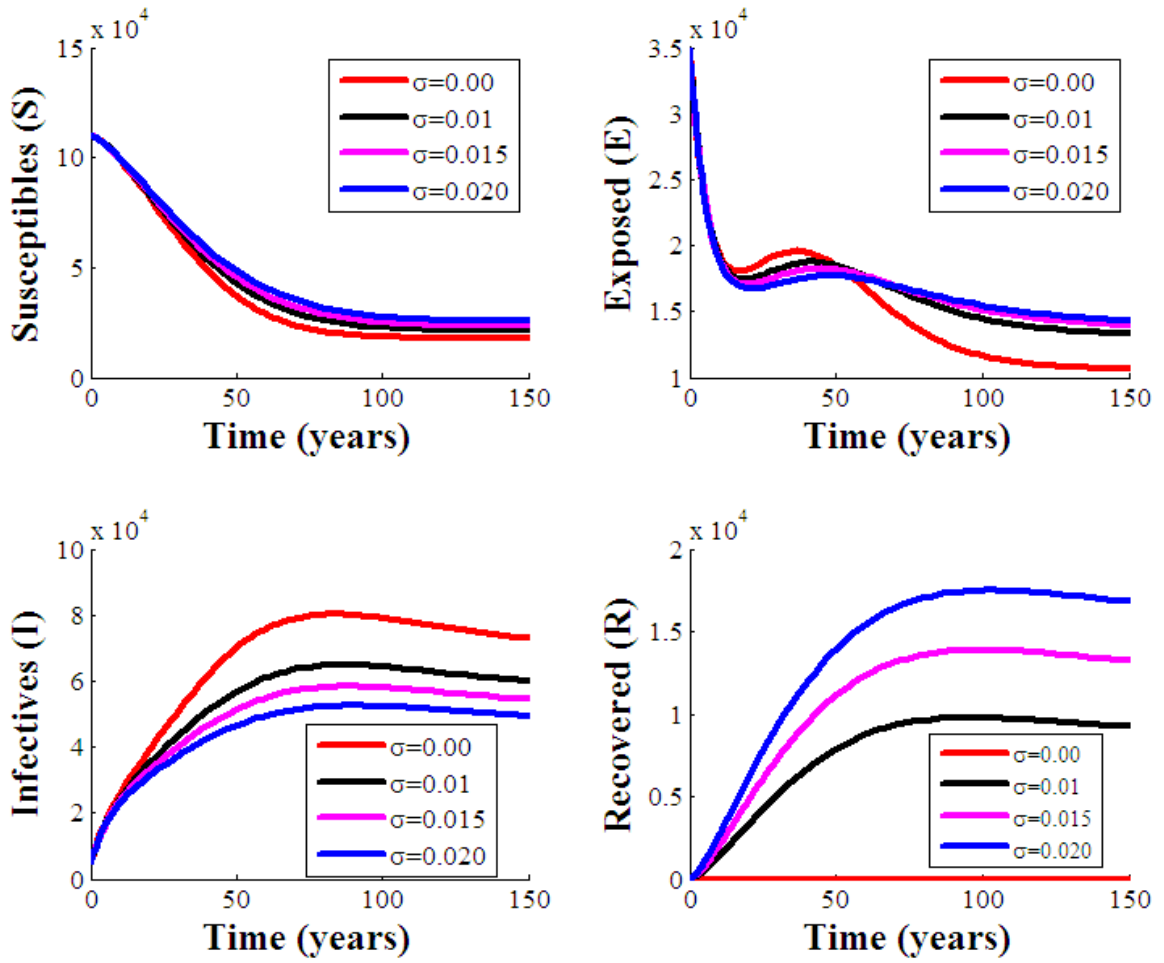 x 10^4
15
10
5
0
0 50 100 150
Susceptibles (S)
Time (years)
σ=0.00
σ=0.01
σ=0.015
σ=0.020
x 10^4
3.5
3
2.5
2
1.5
1
0 50 100 150
Exposed (E)
Time (years)
σ=0.00
σ=0.01
σ=0.015
σ=0.020
x 10^4
10
8
6
4
2
0
0 50 100 150
Infectives (I)
Time (years)
σ=0.00
σ=0.01
σ=0.015
σ=0.020
x 10^4
2
1.5
1
0.5
0
0 50 100 150
Recovered (R)
Time (years)
σ=0.00
σ=0.01
σ=0.015
σ=0.020